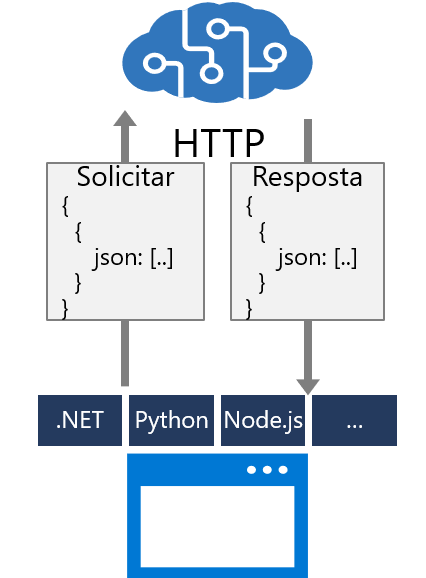 HTTP
Solicitar
{
{
json: [..]
}
}
Resposta
{
{
json: [..]
}
}
.NET
Python
Node.js
...